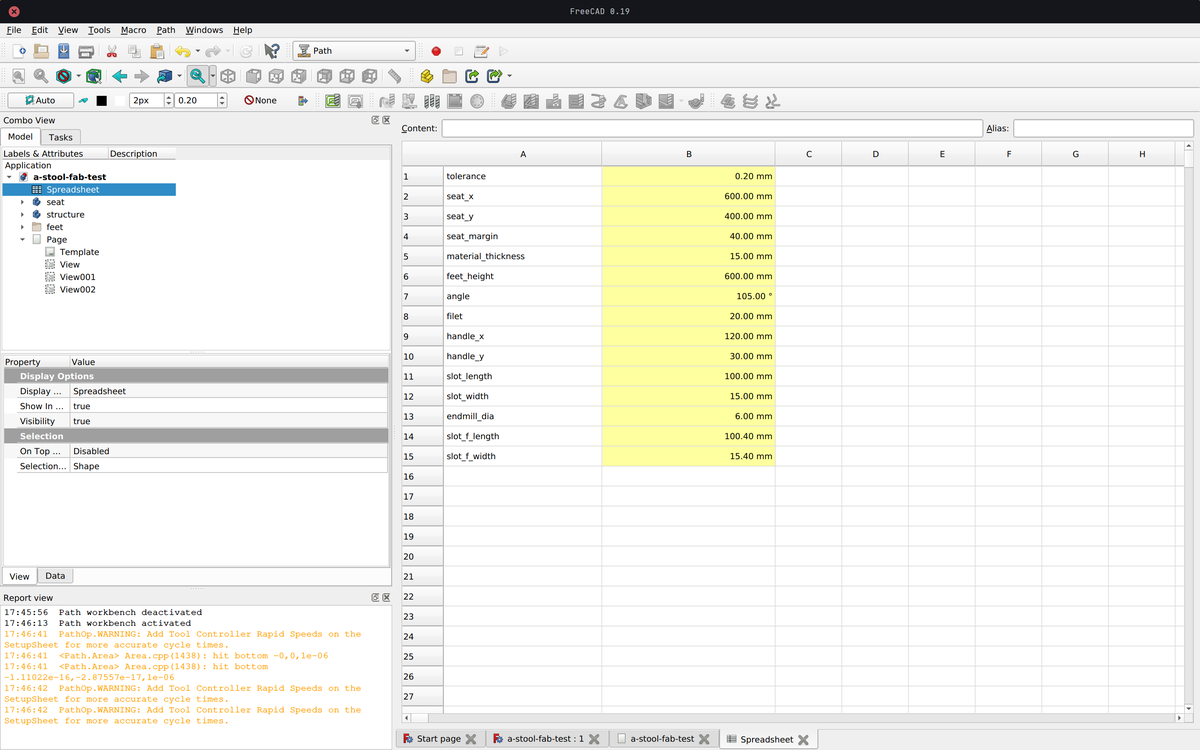 FreeCAD 0.19
File Edit View Tools Macro Path Windows Help
Path
Auto 2px 0.20 None
Combo View
Model Tasks
Labels & Attributes Description
Application
a-stool-fab-test
Spreadsheet
seat
structure
feet
Page
Template
View
View001
View002
Property Value
Display Options
Display ... Spreadsheet
Show In ... true
Visibility true
Selection
On Top ... Disabled
Selection... Shape
View Data
Report view
17:45:56 Path workbench deactivated
17:46:13 Path workbench activated
17:46:41 PathOp.WARNING: Add Tool Controller Rapid Speeds on the
SetupSheet for more accurate cycle times.
17:46:41 <Path.Area> Area.cpp(1438): hit bottom -0,0,1e-06
17:46:41 <Path.Area> Area.cpp(1438): hit bottom
-1.11022e-16,-2.87557e-17,1e-06
17:46:42 PathOp.WARNING: Add Tool Controller Rapid Speeds on the
SetupSheet for more accurate cycle times.
17:46:42 PathOp.WARNING: Add Tool Controller Rapid Speeds on the
SetupSheet for more accurate cycle times.
Content: Alias:
A B C D E F G H
1 tolerance 0.20 mm
2 seat_x 600.00 mm
3 seat_y 400.00 mm
4 seat_margin 40.00 mm
5 material_thickness 15.00 mm
6 feet_height 600.00 mm
7 angle 105.00 °
8 filet 20.00 mm
9 handle_x 120.00 mm
10 handle_y 30.00 mm
11 slot_length 100.00 mm
12 slot_width 15.00 mm
13 endmill_dia 6.00 mm
14 slot_f_length 100.40 mm
15 slot_f_width 15.40 mm
16
17
18
19
20
21
22
23
24
25
26
27
Start page a-stool-fab-test : 1 a-stool-fab-test Spreadsheet